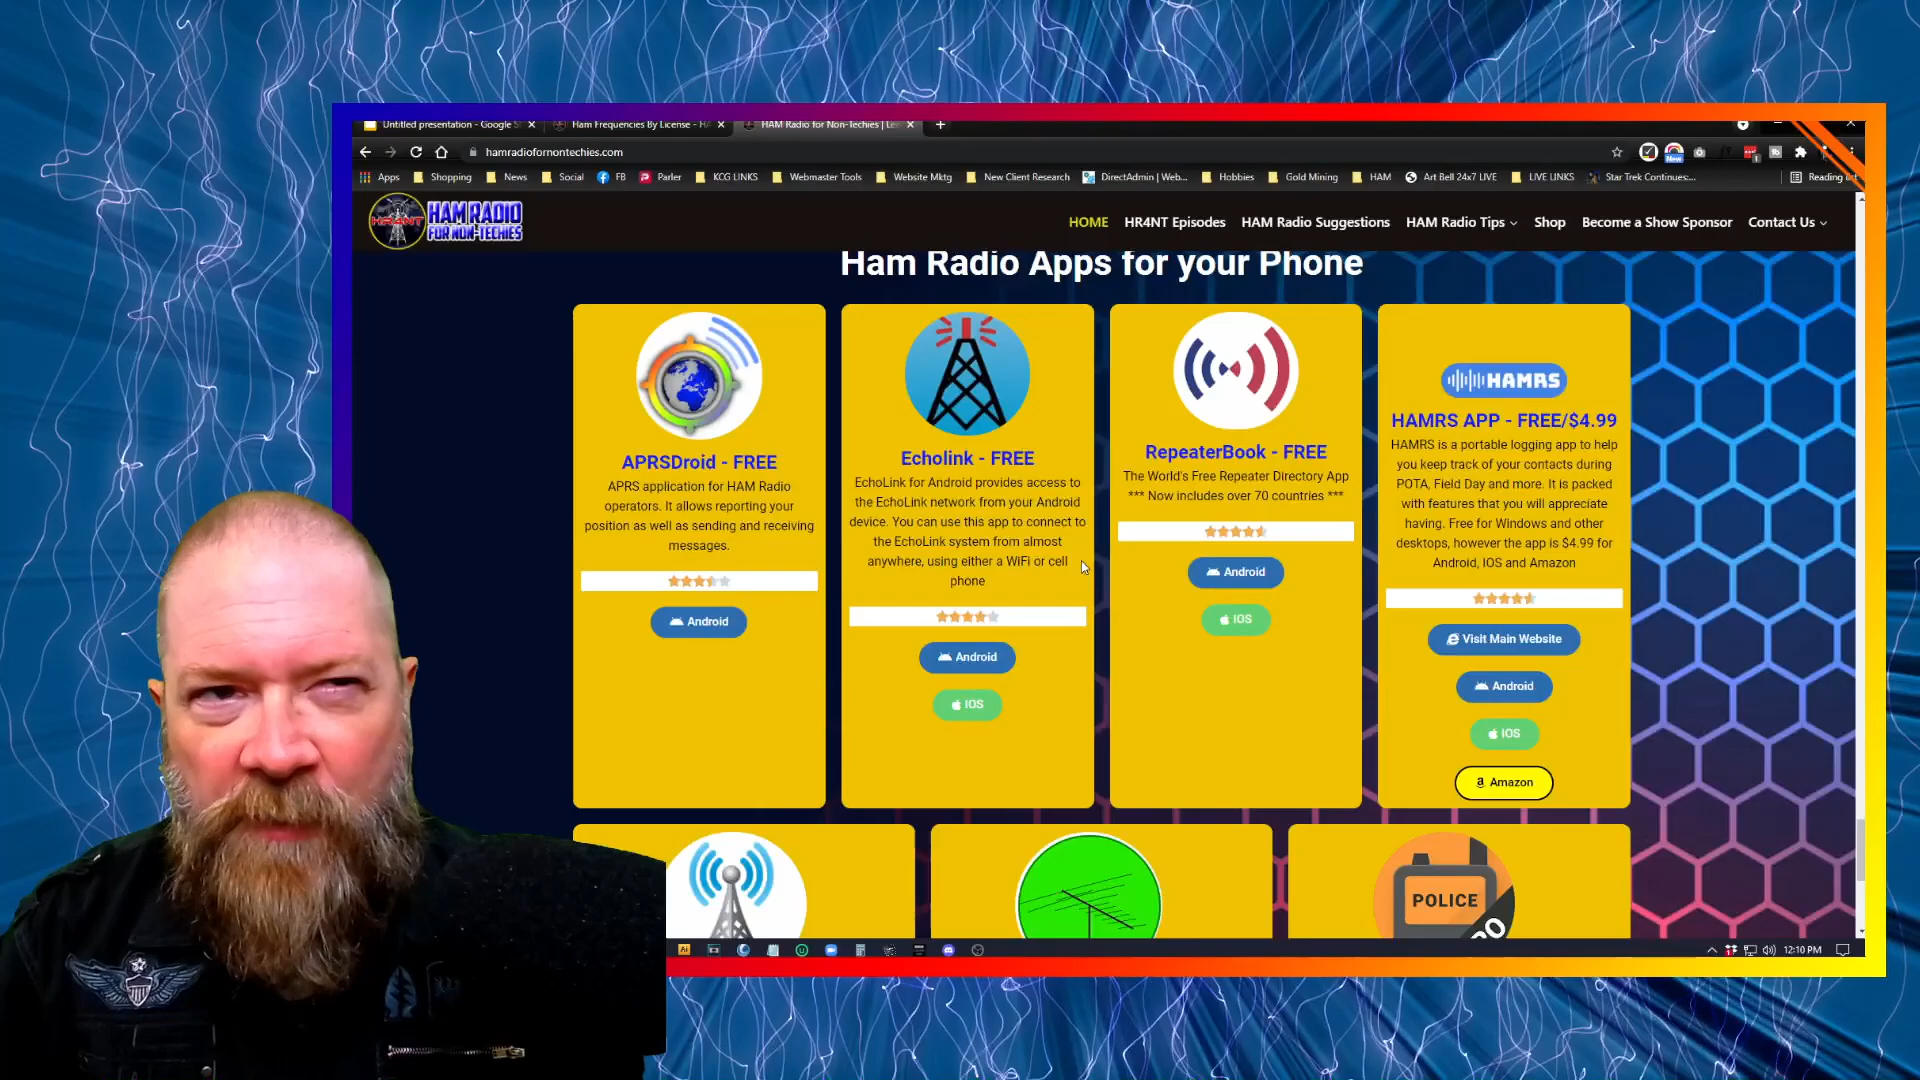 Untitled presentation - Google S
Ham Frequencies By License - HA
HAM Radio for Non-Techies | Le
hamradiofornontechies.com
Apps
Shopping
News
Social
FB
Parler
KCG LINKS
Webmaster Tools
Website Mktg
New Client Research
DirectAdmin | Web...
Hobbies
Gold Mining
HAM
Art Bell 24x7 LIVE
LIVE LINKS
Star Trek Continues:...
Reading list
New
HR4NT
HAM RADIO
FOR NON-TECHIES
HOME
HR4NT Episodes
HAM Radio Suggestions
HAM Radio Tips
Shop
Become a Show Sponsor
Contact Us
Ham Radio Apps for your Phone
APRSDroid - FREE
APRS application for HAM Radio
operators. It allows reporting your
position as well as sending and receiving
messages.
Android
Echolink - FREE
EchoLink for Android provides access to
the EchoLink network from your Android
device. You can use this app to connect to
the EchoLink system from almost
anywhere, using either a WiFi or cell
phone
Android
IOS
RepeaterBook - FREE
The World's Free Repeater Directory App
*** Now includes over 70 countries ***
Android
IOS
HAMRS
HAMRS APP - FREE/$4.99
HAMRS is a portable logging app to help
you keep track of your contacts during
POTA, Field Day and more. It is packed
with features that you will appreciate
having. Free for Windows and other
desktops, however the app is $4.99 for
Android, IOS and Amazon
Visit Main Website
Android
IOS
Amazon
POLICE
Ai
12:10 PM